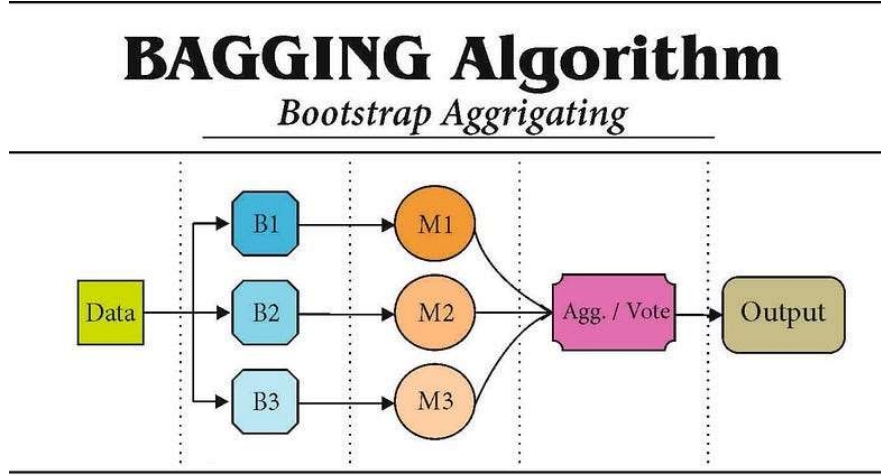 BAGGING Algorithm
Bootstrap Aggrigating
B1
M1
Data
B2
M2
Agg. / Vote
Output
B3
M3